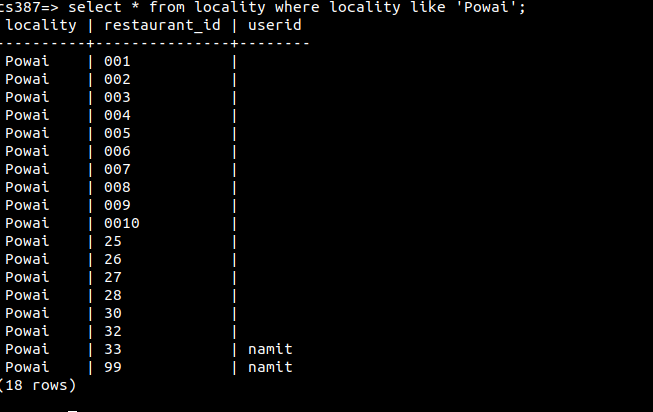 cs387=> select * from locality where locality like 'Powai';
locality | restaurant_id | userid
----------+---------------+--------
Powai | 001 |
Powai | 002 |
Powai | 003 |
Powai | 004 |
Powai | 005 |
Powai | 006 |
Powai | 007 |
Powai | 008 |
Powai | 009 |
Powai | 0010 |
Powai | 25 |
Powai | 26 |
Powai | 27 |
Powai | 28 |
Powai | 30 |
Powai | 32 |
Powai | 33 | namit
Powai | 99 | namit
(18 rows)